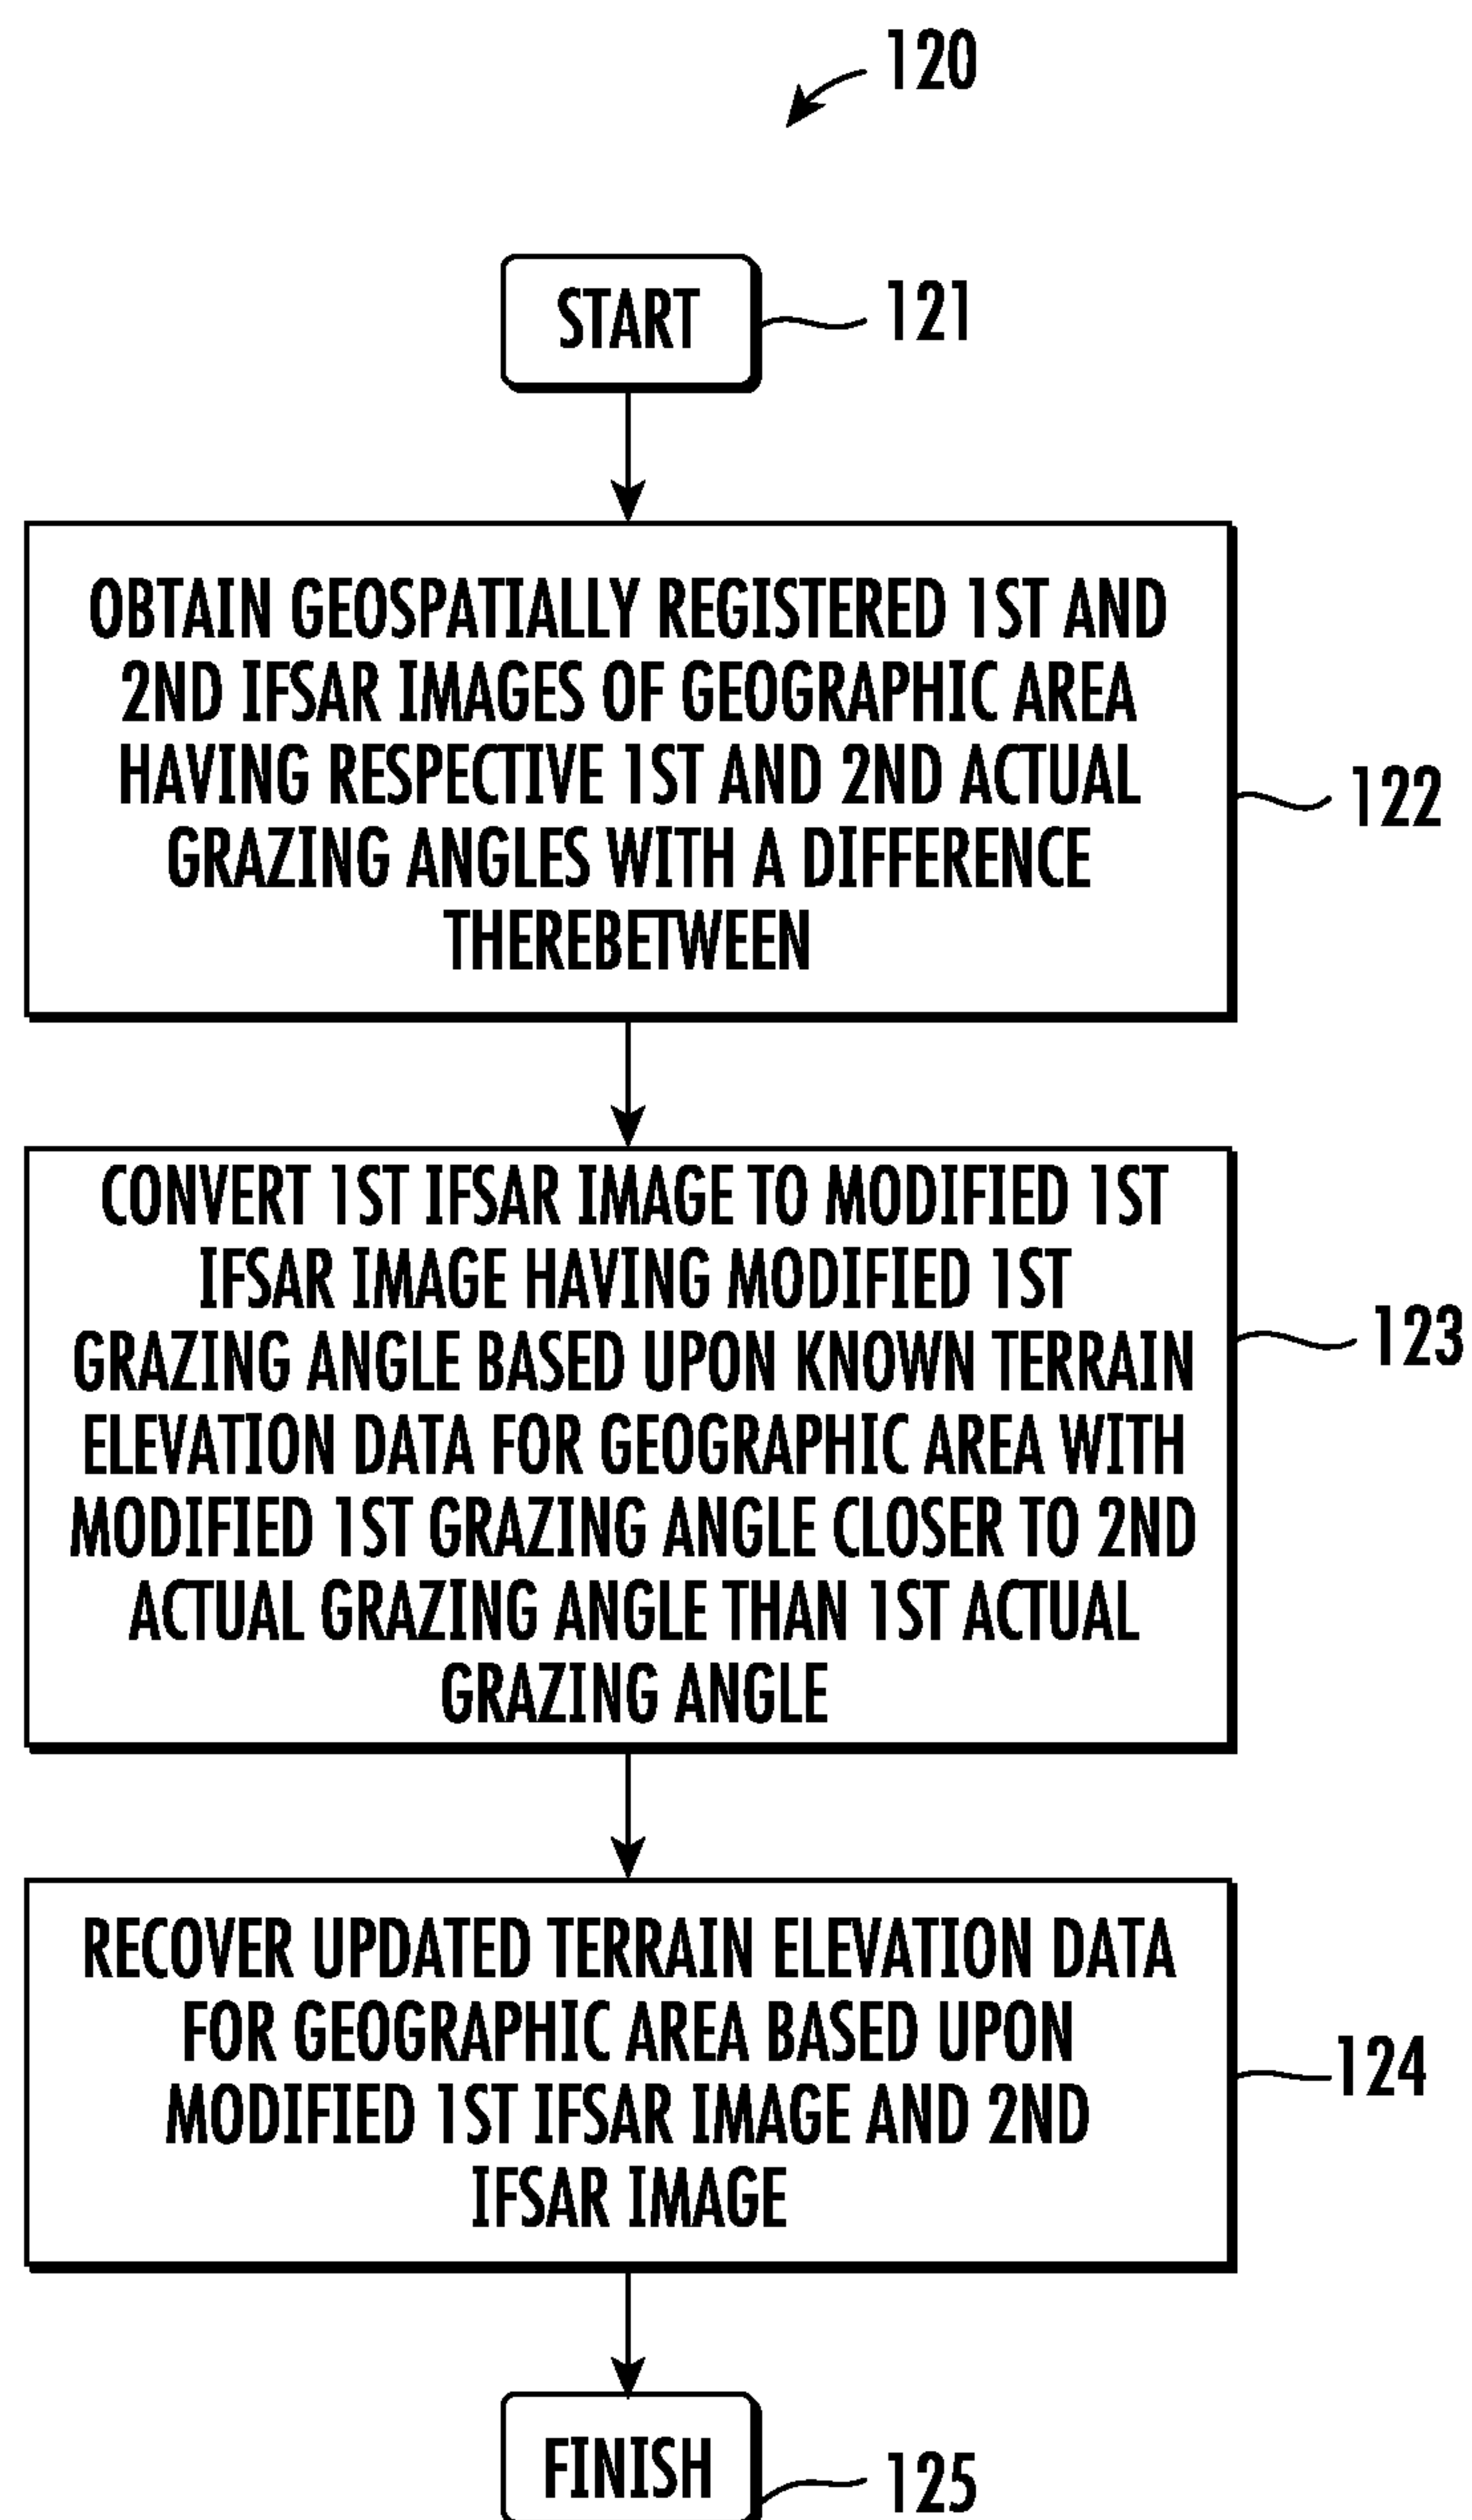 120
START
121
OBTAIN GEOSPATIALLY REGISTERED 1ST AND
2ND IFSAR IMAGES OF GEOGRAPHIC AREA
HAVING RESPECTIVE 1ST AND 2ND ACTUAL
GRAZING ANGLES WITH A DIFFERENCE
THEREBETWEEN
122
CONVERT 1ST IFSAR IMAGE TO MODIFIED 1ST
IFSAR IMAGE HAVING MODIFIED 1ST
GRAZING ANGLE BASED UPON KNOWN TERRAIN
ELEVATION DATA FOR GEOGRAPHIC AREA WITH
MODIFIED 1ST GRAZING ANGLE CLOSER TO 2ND
ACTUAL GRAZING ANGLE THAN 1ST ACTUAL
GRAZING ANGLE
123
RECOVER UPDATED TERRAIN ELEVATION DATA
FOR GEOGRAPHIC AREA BASED UPON
MODIFIED 1ST IFSAR IMAGE AND 2ND
IFSAR IMAGE
124
FINISH
125